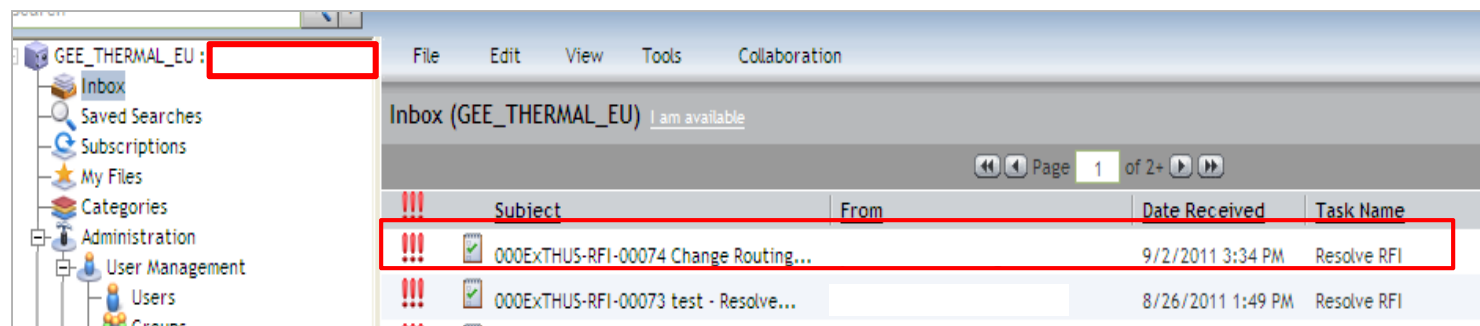 GEE_THERMAL_EU :
Inbox
Saved Searches
Subscriptions
My Files
Categories
Administration
User Management
Users
Groups
File Edit View Tools Collaboration
Inbox (GEE_THERMAL_EU) I am available
Page 1 of 2+
!!! Subject From Date Received Task Name
!!! 000ExTHUS-RFI-00074 Change Routing... 9/2/2011 3:34 PM Resolve RFI
!!! 000ExTHUS-RFI-00073 test - Resolve... 8/26/2011 1:49 PM Resolve RFI